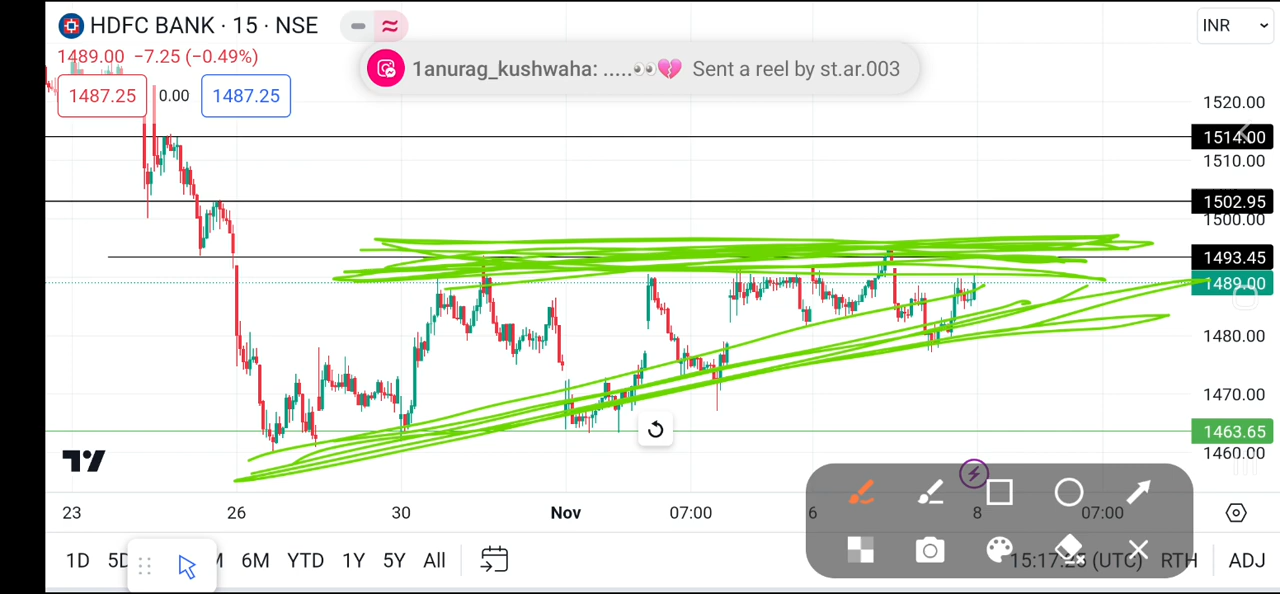 HDFC BANK · 15 · NSE
INR
1489.00 −7.25 (−0.49%)
1anurag_kushwaha: .....👀💔 Sent a reel by st.ar.003
1487.25 0.00 1487.25
1520.00
1514.00
1510.00
1502.95
1500.00
1493.45
1489.00
1480.00
1470.00
1463.65
1460.00
23 26 30 Nov 07:00 6 8 07:00
1D 6M YTD 1Y 5Y All (UTC) RTH ADJ